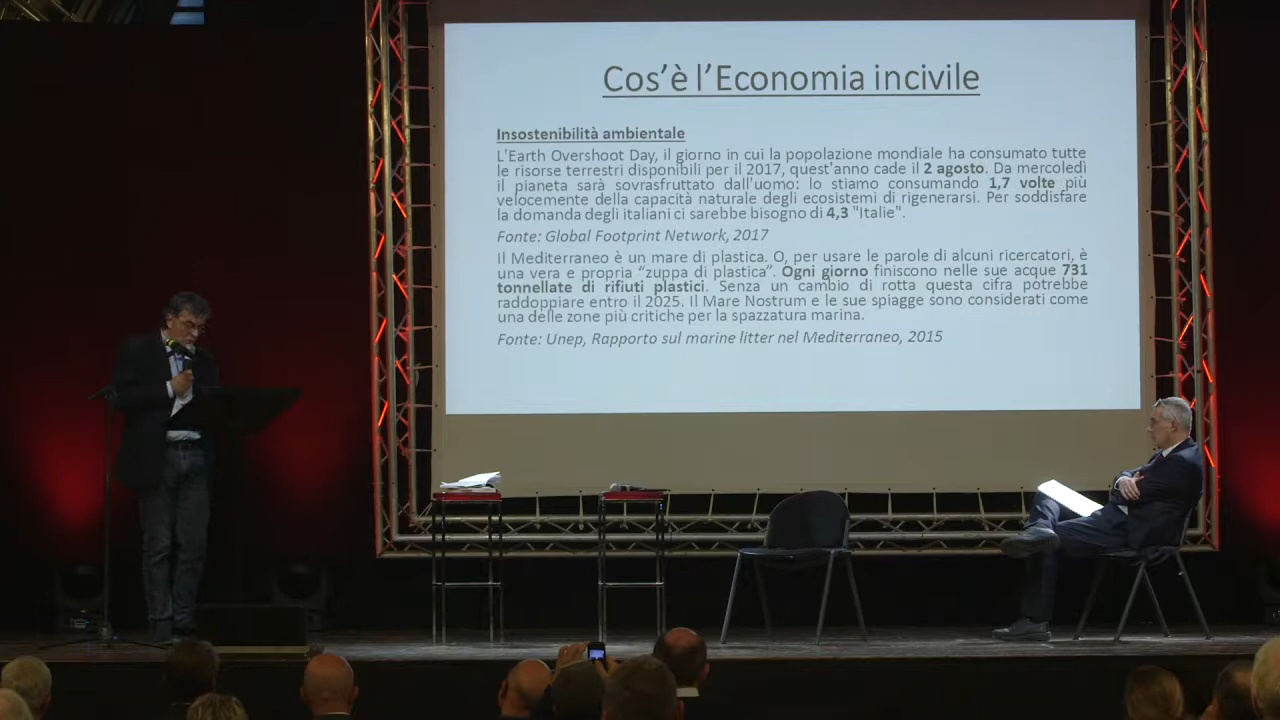 Cos'è l'Economia incivile
Insostenibilità ambientale
L'Earth Overshoot Day, il giorno in cui la popolazione mondiale ha consumato tutte
le risorse terrestri disponibili per il 2017, quest'anno cade il 2 agosto. Da mercoledì
il pianeta sarà sovrasfruttato dall'uomo: lo stiamo consumando 1,7 volte più
velocemente della capacità naturale degli ecosistemi di rigenerarsi. Per soddisfare
la domanda degli italiani ci sarebbe bisogno di 4,3 "Italie".
Fonte: Global Footprint Network, 2017
Il Mediterraneo è un mare di plastica. O, per usare le parole di alcuni ricercatori, è
una vera e propria “zuppa di plastica”. Ogni giorno finiscono nelle sue acque 731
tonnellate di rifiuti plastici. Senza un cambio di rotta questa cifra potrebbe
raddoppiare entro il 2025. Il Mare Nostrum e le sue spiagge sono considerati come
una delle zone più critiche per la spazzatura marina.
Fonte: Unep, Rapporto sul marine litter nel Mediterraneo, 2015